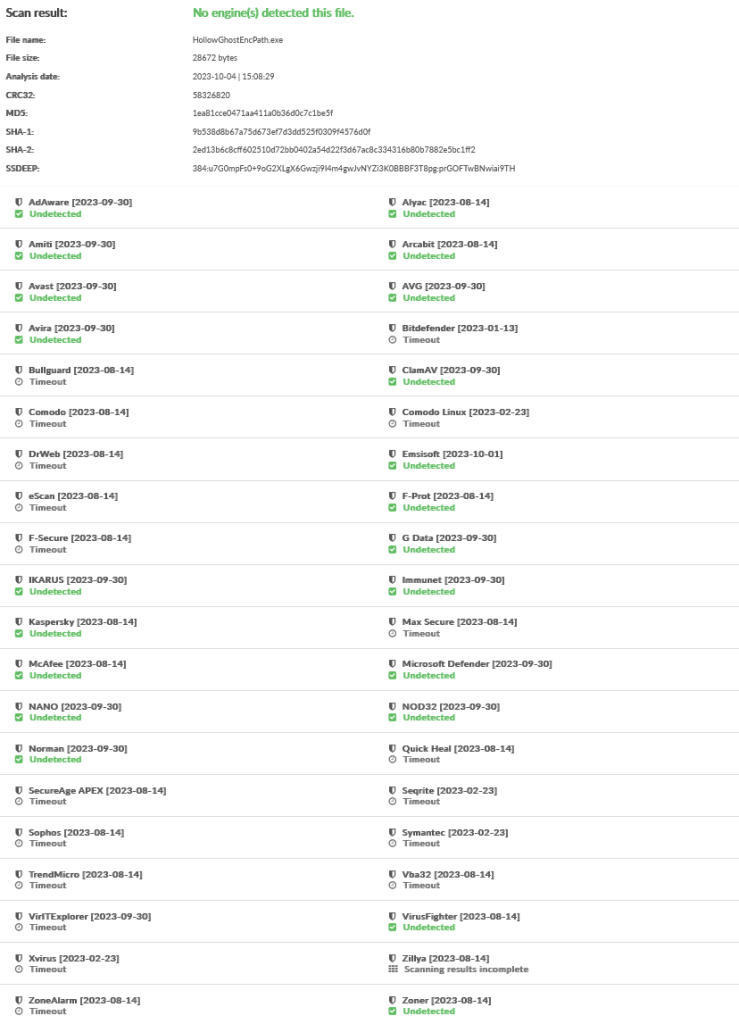 Scan result: No engine(s) detected this file.
File name: HollowGhostEncPath.exe
File size: 28672 bytes
Analysis date: 2023-10-04 | 15:08:29
CRC32: 58326820
MD5: 1ea81cce0471aa411a0b36d0c7c1be5f
SHA-1: 9b538d8b67a75d673ef7d3dd525f0309f4576d0f
SHA-2: 2ed13b6c8cff602510d72bb0402a54d22f3d67ac8c334316b80b7882e5bc1ff2
SSDEEP: 384:u7G0mpFs0+9oG2XLgX6Gwzji9I4m4gwJvNYZi3K0BBBF3T8pg:prGOFTwBNwiai9TH
AdAware [2023-09-30] Alyac [2023-08-14]
Undetected Undetected
Amiti [2023-09-30] Arcabit [2023-08-14]
Undetected Undetected
Avast [2023-09-30] AVG [2023-09-30]
Undetected Undetected
Avira [2023-09-30] Bitdefender [2023-01-13]
Undetected Timeout
Bullguard [2023-08-14] ClamAV [2023-09-30]
Timeout Undetected
Comodo [2023-08-14] Comodo Linux [2023-02-23]
Timeout Timeout
DrWeb [2023-08-14] Emsisoft [2023-10-01]
Timeout Undetected
eScan [2023-08-14] F-Prot [2023-08-14]
Timeout Undetected
F-Secure [2023-08-14] G Data [2023-09-30]
Timeout Undetected
IKARUS [2023-09-30] Immunet [2023-09-30]
Undetected Undetected
Kaspersky [2023-08-14] Max Secure [2023-08-14]
Undetected Timeout
McAfee [2023-08-14] Microsoft Defender [2023-09-30]
Undetected Undetected
NANO [2023-09-30] NOD32 [2023-09-30]
Undetected Undetected
Norman [2023-09-30] Quick Heal [2023-08-14]
Undetected Timeout
SecureAge APEX [2023-08-14] Seqrite [2023-02-23]
Timeout Timeout
Sophos [2023-08-14] Symantec [2023-02-23]
Timeout Timeout
TrendMicro [2023-08-14] Vba32 [2023-08-14]
Timeout Timeout
VirITExplorer [2023-09-30] VirusFighter [2023-08-14]
Timeout Undetected
Xvirus [2023-02-23] Zillya [2023-08-14]
Timeout Scanning results incomplete
ZoneAlarm [2023-08-14] Zoner [2023-08-14]
Timeout Undetected